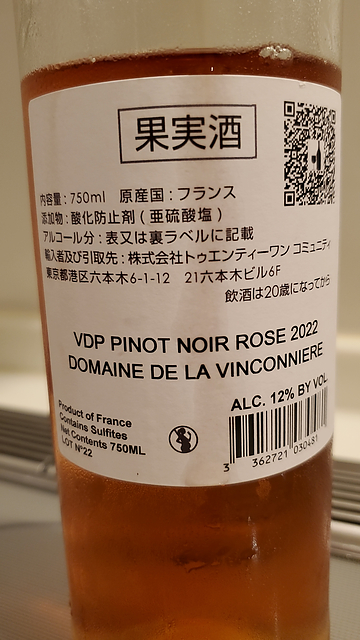 果実酒
内容量：750ml　原産国：フランス
添加物：酸化防止剤（亜硫酸塩）
アルコール分：表又は裏ラベルに記載
輸入者及び引取先：株式会社トゥエンティーワン コミュニティ
東京都港区六本木6-1-12　21六本木ビル6F
飲酒は20歳になってから
VDP PINOT NOIR ROSE 2022
DOMAINE DE LA VINCONNIERE
ALC. 12% BY VOL
Product of France
Contains Sulfites
Net Contents 750ML
LOT N°22
3 362721 030481